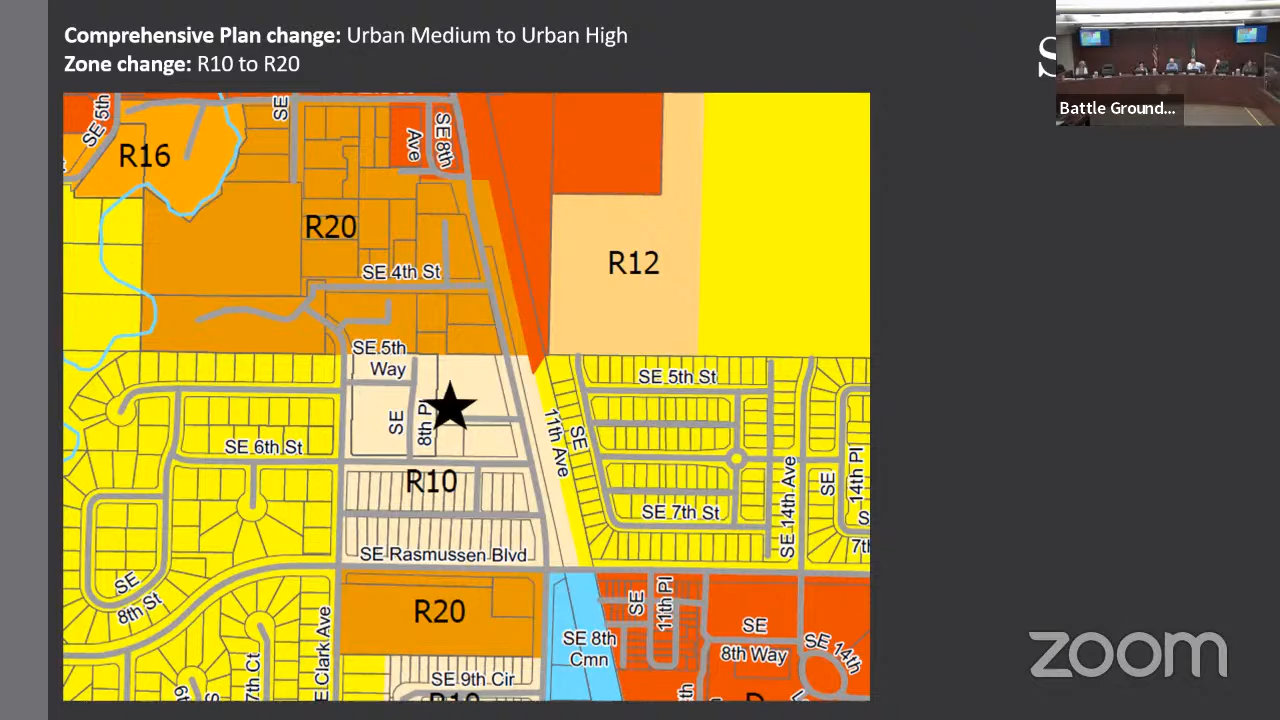 Comprehensive Plan change: Urban Medium to Urban High
Zone change: R10 to R20
S
Battle Ground...
SE 5th
SE
Ave
SE 8th
R16
R20
R12
SE 4th St
SE 5th
Way
SE 5th St
SE
8th Pl
11th Ave
SE
SE 6th St
R10
SE 14th Ave
SE
14th Pl
SE 7th St
S
7th
SE Rasmussen Blvd
SE
8th St
R20
SE
11th Pl
SE
8th Way
SE 14th
SE 8th
Cmn
E Clark Ave
7th Ct
SE 9th Cir
R10
zoom